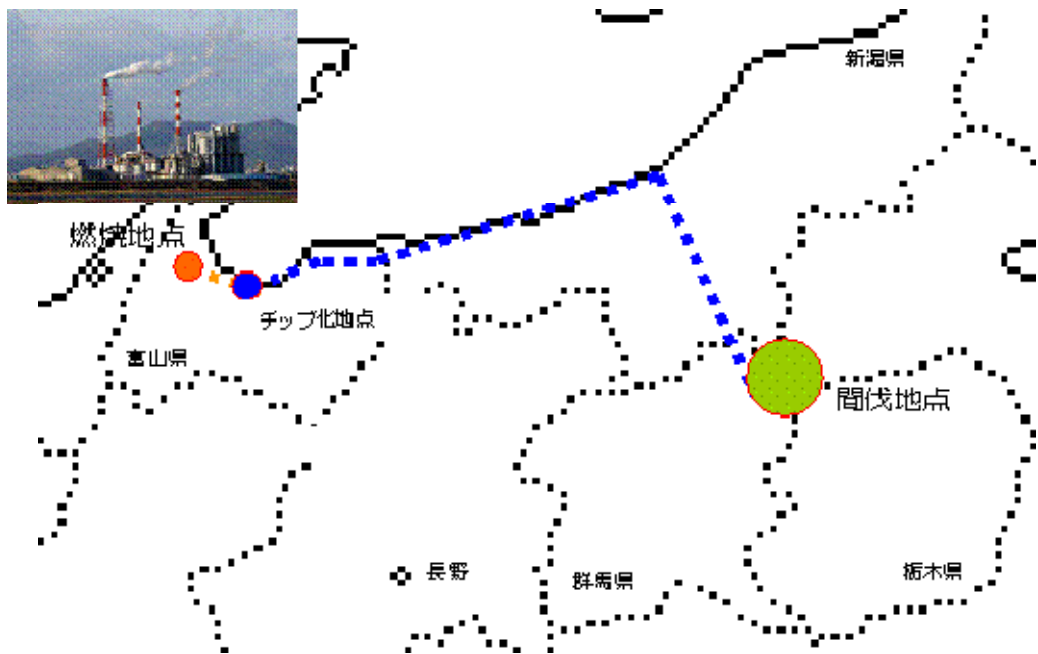 新潟県
燃焼地点
チップ化地点
富山県
間伐地点
長野
群馬県
栃木県